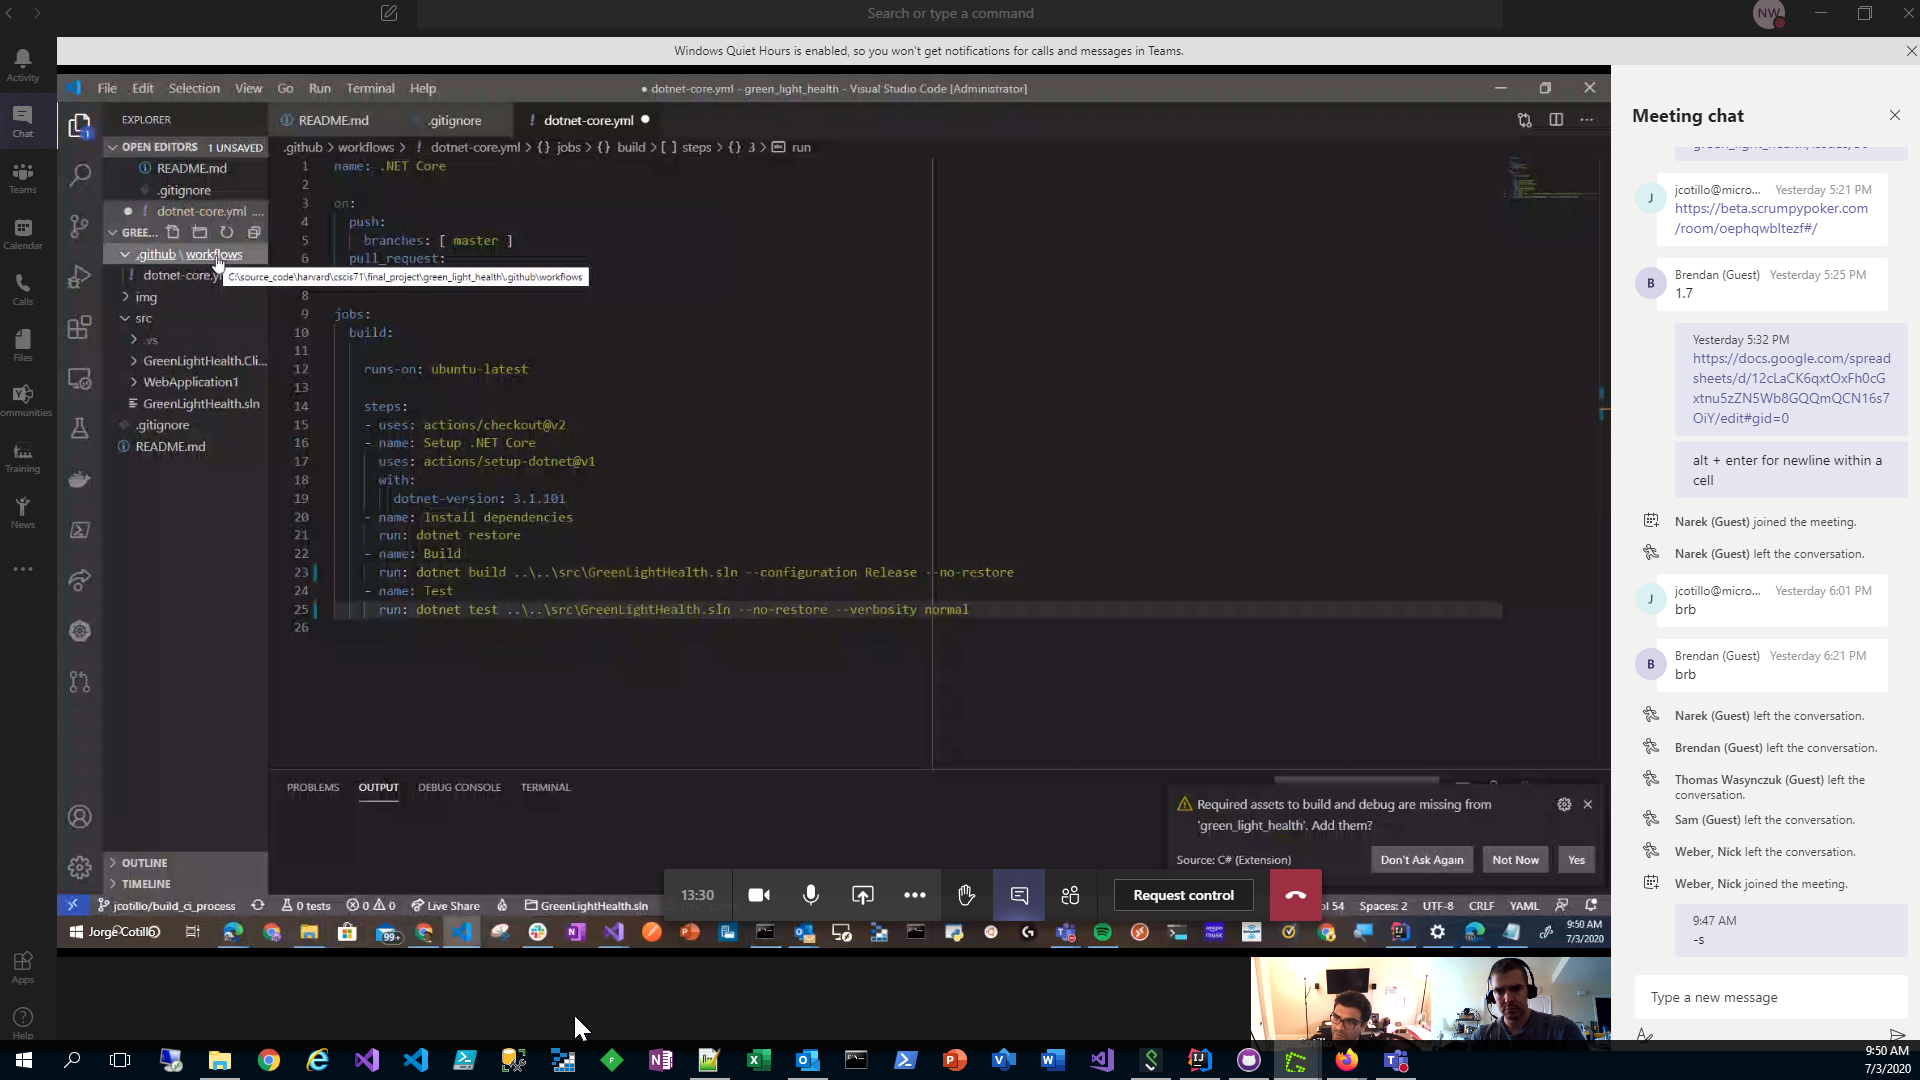 Search or type a command
NW
Windows Quiet Hours is enabled, so you won't get notifications for calls and messages in Teams.
Activity
Chat
Teams
Calendar
Calls
Files
ommunities
Training
News
Apps
Help
File Edit Selection View Go Run Terminal Help
● dotnet-core.yml - green_light_health - Visual Studio Code [Administrator]
EXPLORER
README.md
.gitignore
! dotnet-core.yml
OPEN EDITORS 1 UNSAVED
README.md
.gitignore
! dotnet-core.yml ....
GREE...
.github \ workflows
! dotnet-core.y
C:\source_code\harvard\cscis71\final_project\green_light_health\.github\workflows
img
src
.vs
GreenLightHealth.Cli...
WebApplication1
GreenLightHealth.sln
.gitignore
README.md
OUTLINE
TIMELINE
.github > workflows > ! dotnet-core.yml > {} jobs > {} build > [ ] steps > {} 3 > run
1 name: .NET Core
2
3 on:
4 push:
5 branches: [ master ]
6 pull_request:
8
9 jobs:
10 build:
11
12 runs-on: ubuntu-latest
13
14 steps:
15 - uses: actions/checkout@v2
16 - name: Setup .NET Core
17 uses: actions/setup-dotnet@v1
18 with:
19 dotnet-version: 3.1.101
20 - name: Install dependencies
21 run: dotnet restore
22 - name: Build
23 run: dotnet build ..\..\src\GreenLightHealth.sln --configuration Release --no-restore
24 - name: Test
25 run: dotnet test ..\..\src\GreenLightHealth.sln --no-restore --verbosity normal
26
PROBLEMS OUTPUT DEBUG CONSOLE TERMINAL
Required assets to build and debug are missing from
'green_light_health'. Add them?
Source: C# (Extension)
Don't Ask Again Not Now Yes
13:30
Request control
jcotillo/build_ci_process 0 tests 0 0 Live Share GreenLightHealth.sln
ol 54 Spaces: 2 UTF-8 CRLF YAML
99+
9:50 AM
7/3/2020
Meeting chat
J
jcotillo@micro... Yesterday 5:21 PM
https://beta.scrumpypoker.com
/room/oephqwbltezf#/
B
Brendan (Guest) Yesterday 5:25 PM
1.7
Yesterday 5:32 PM
https://docs.google.com/spread
sheets/d/12cLaCK6qxtOxFh0cG
xtnu5zZN5Wb8GQQmQCN16s7
OiY/edit#gid=0
alt + enter for newline within a
cell
Narek (Guest) joined the meeting.
Narek (Guest) left the conversation.
J
jcotillo@micro... Yesterday 6:01 PM
brb
B
Brendan (Guest) Yesterday 6:21 PM
brb
Narek (Guest) left the conversation.
Brendan (Guest) left the conversation.
Thomas Wasynczuk (Guest) left the
conversation.
Sam (Guest) left the conversation.
Weber, Nick left the conversation.
Weber, Nick joined the meeting.
9:47 AM
-s
Type a new message
9:50 AM
7/3/2020